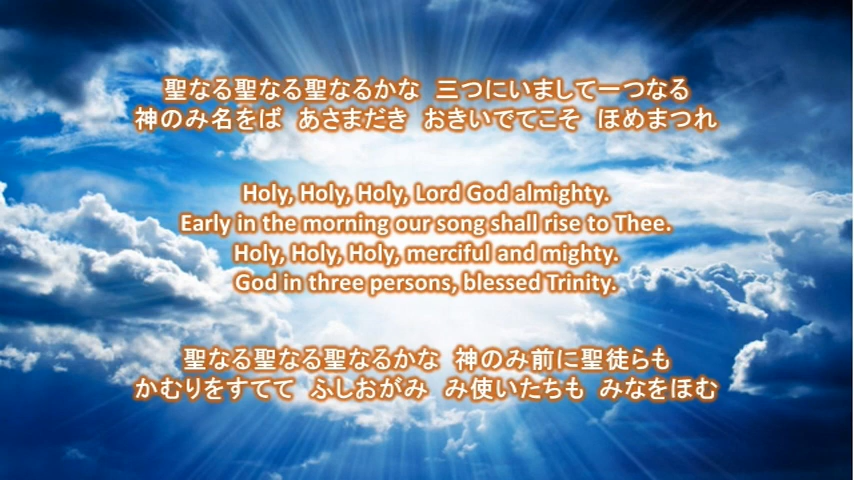 聖なる聖なる聖なるかな　三つにいまして一つなる
神のみ名をば　あさまだき　おきいでてこそ　ほめまつれ
Holy, Holy, Holy, Lord God almighty.
Early in the morning our song shall rise to Thee.
Holy, Holy, Holy, merciful and mighty.
God in three persons, blessed Trinity.
聖なる聖なる聖なるかな　神のみ前に聖徒らも
かむりをすてて　ふしおがみ　み使いたちも　みなをほむ